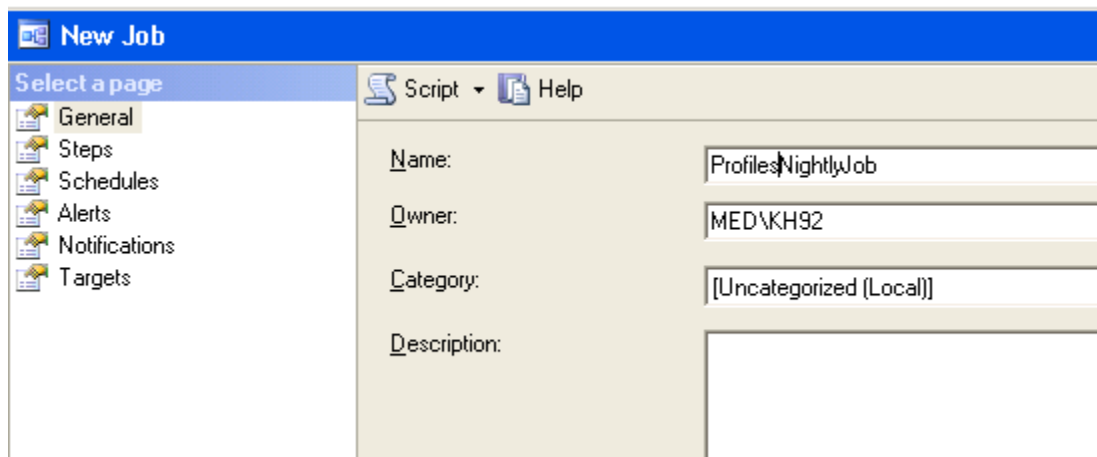 New Job
Select a page
General
Steps
Schedules
Alerts
Notifications
Targets
Script Help
Name: ProfilesNightlyJob
Owner: MED\KH92
Category: [Uncategorized (Local)]
Description: